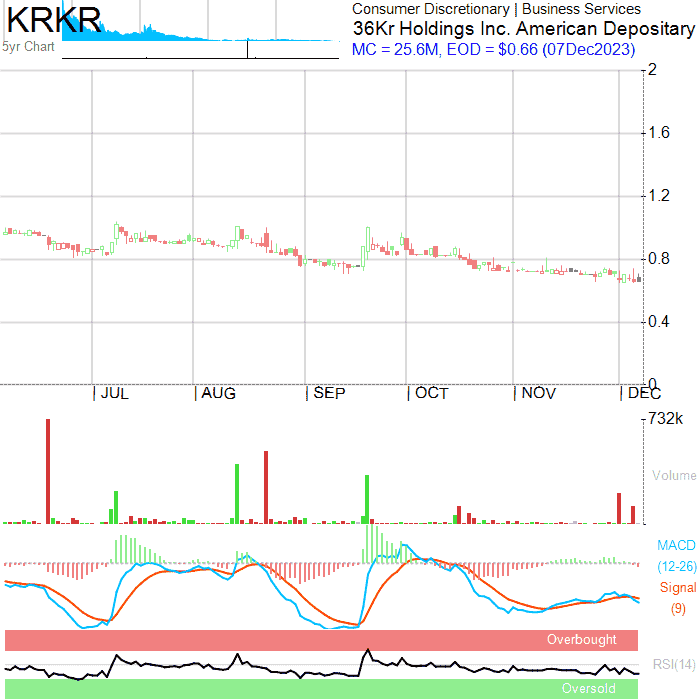 KRKR
5yr Chart
Consumer Discretionary | Business Services
36Kr Holdings Inc. American Depositary
MC = 25.6M, EOD = $0.66 (07Dec2023)
2
1.6
1.2
0.8
0.4
0
| JUL | AUG | SEP | OCT | NOV | DEC
732k
Volume
MACD
(12-26)
Signal
(9)
Overbought
RSI(14)
Oversold